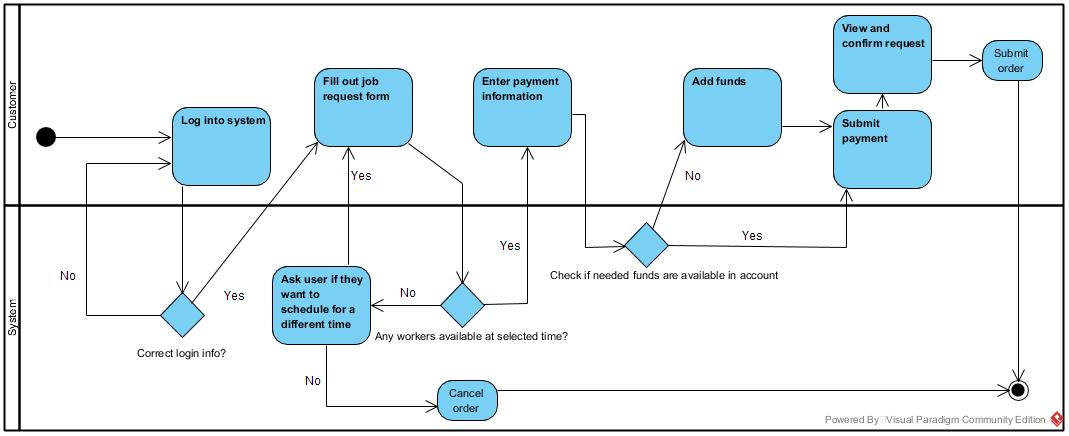 Customer
Log into system
Fill out job
request form
Yes
Enter payment
information
Add funds
No
View and
confirm request
Submit
payment
Submit
order
System
No
Yes
Correct login info?
Ask user if they
want to
schedule for a
different time
No
Any workers available at selected time?
Yes
Check if needed funds are available in account
Yes
No
Cancel
order
Powered By Visual Paradigm Community Edition